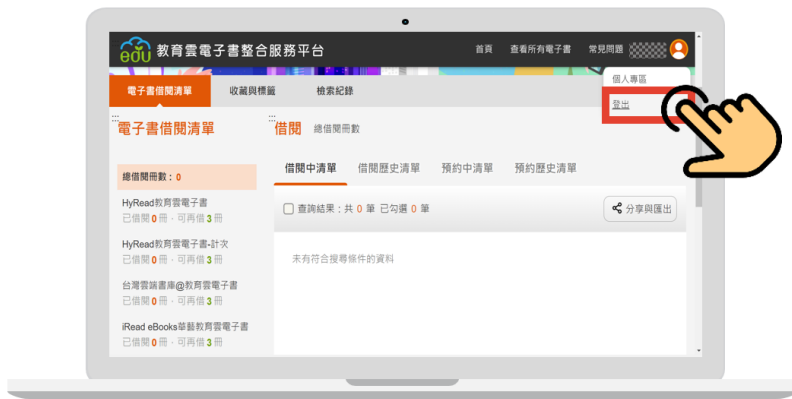 edu 教育雲電子書整合服務平台
首頁 查看所有電子書 常見問題
個人專區
登出
電子書借閱清單 收藏與標籤 檢索紀錄
電子書借閱清單
借閱 總借閱冊數
總借閱冊數：0
借閱中清單 借閱歷史清單 預約中清單 預約歷史清單
查詢結果：共 0 筆 已勾選 0 筆
分享與匯出
未有符合搜尋條件的資料
HyRead教育雲電子書
已借閱 0 冊 · 可再借 3 冊
HyRead教育雲電子書-計次
已借閱 0 冊 · 可再借 3 冊
台灣雲端書庫@教育雲電子書
已借閱 0 冊 · 可再借 3 冊
iRead eBooks華藝教育雲電子書
已借閱 0 冊 · 可再借 3 冊